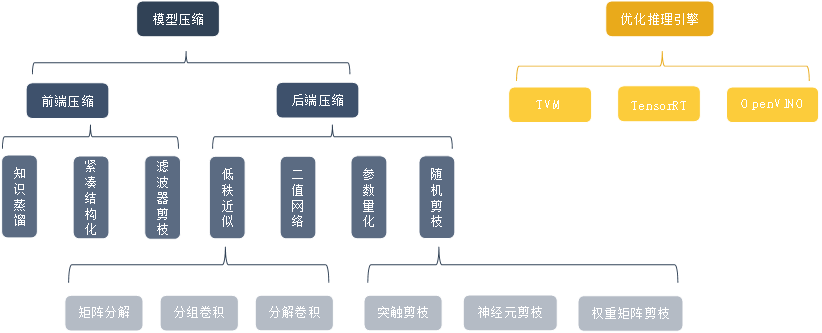 模型压缩
优化推理引擎
前端压缩
后端压缩
TVM
TensorRT
OpenVINO
知识蒸馏
紧凑结构化
滤波器剪枝
低秩近似
二值网络
参数量化
随机剪枝
矩阵分解
分组卷积
分解卷积
突触剪枝
神经元剪枝
权重矩阵剪枝